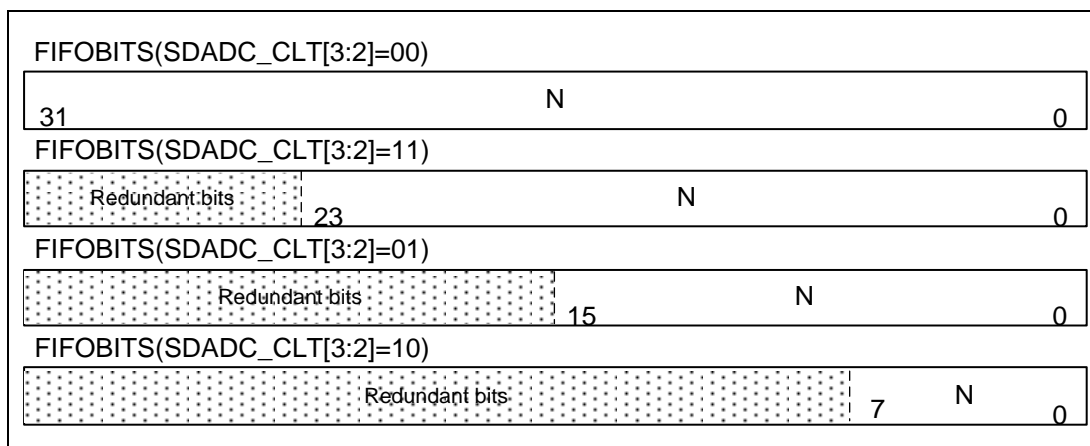 FIFOBITS(SDADC_CLT[3:2]=00)
N
31 0
FIFOBITS(SDADC_CLT[3:2]=11)
Redundant bits N
23 0
FIFOBITS(SDADC_CLT[3:2]=01)
Redundant bits N
15 0
FIFOBITS(SDADC_CLT[3:2]=10)
Redundant bits N
7 0